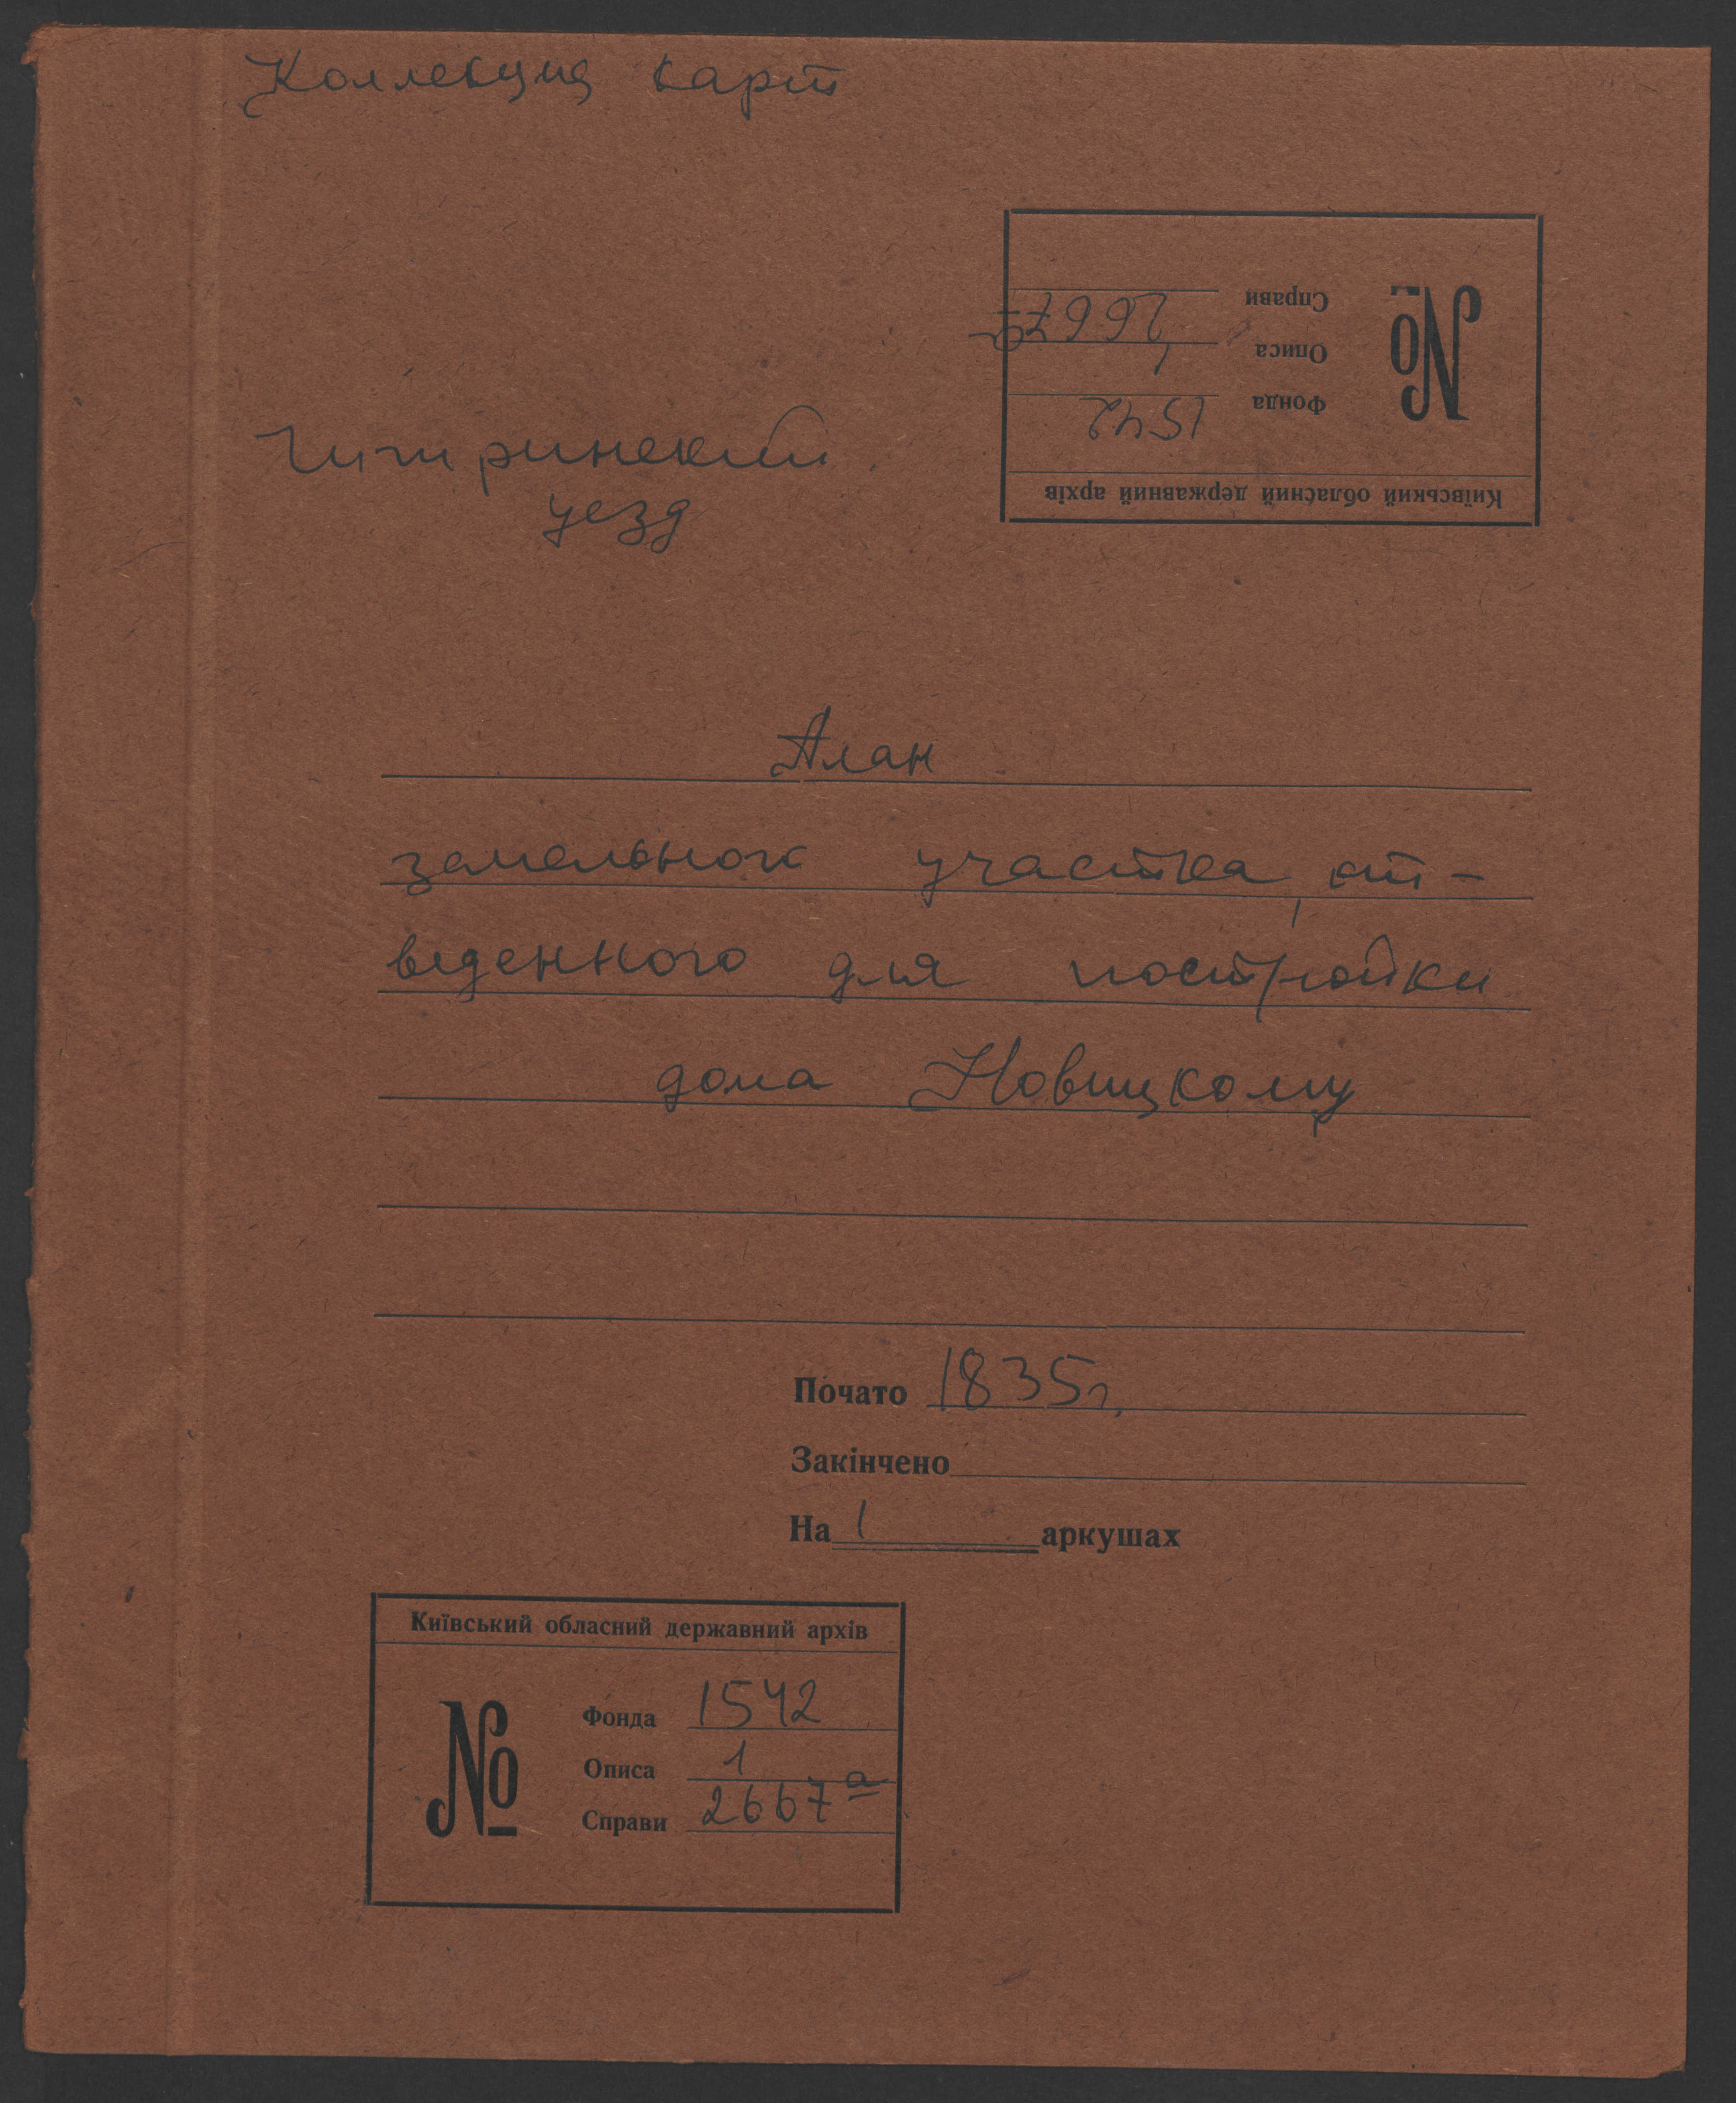 Коллекция карт
Справи 2667а
Описа 1
Фонда 1542
№
Київський обласний державний архів
Чигиринский
уезд
План
земельного участка, от-
веденного для постройки
дома Новицкому
Почато 1835г.
Закінчено
На 1 аркушах
Київський обласний державний архів
№
Фонда 1542
Описа 1
Справи 2667а